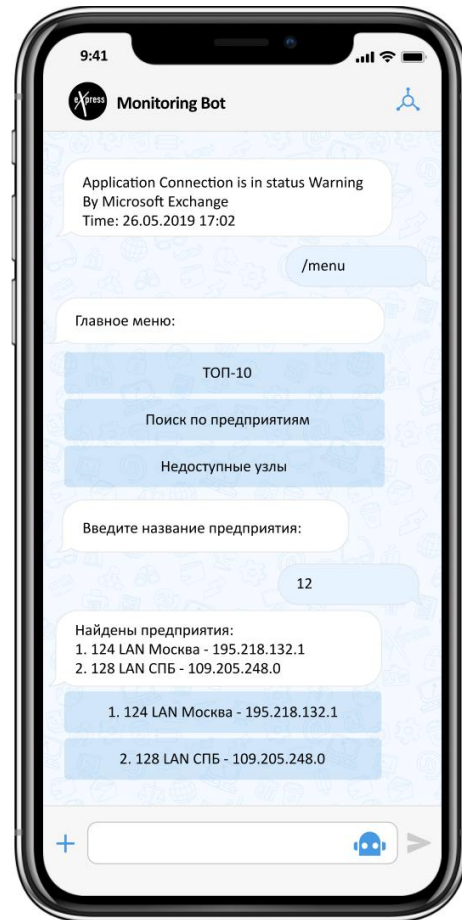 9:41
eXpress
Monitoring Bot
Application Connection is in status Warning
By Microsoft Exchange
Time: 26.05.2019 17:02
/menu
Главное меню:
ТОП-10
Поиск по предприятиям
Недоступные узлы
Введите название предприятия:
12
Найдены предприятия:
1. 124 LAN Москва - 195.218.132.1
2. 128 LAN СПБ - 109.205.248.0
1. 124 LAN Москва - 195.218.132.1
2. 128 LAN СПБ - 109.205.248.0